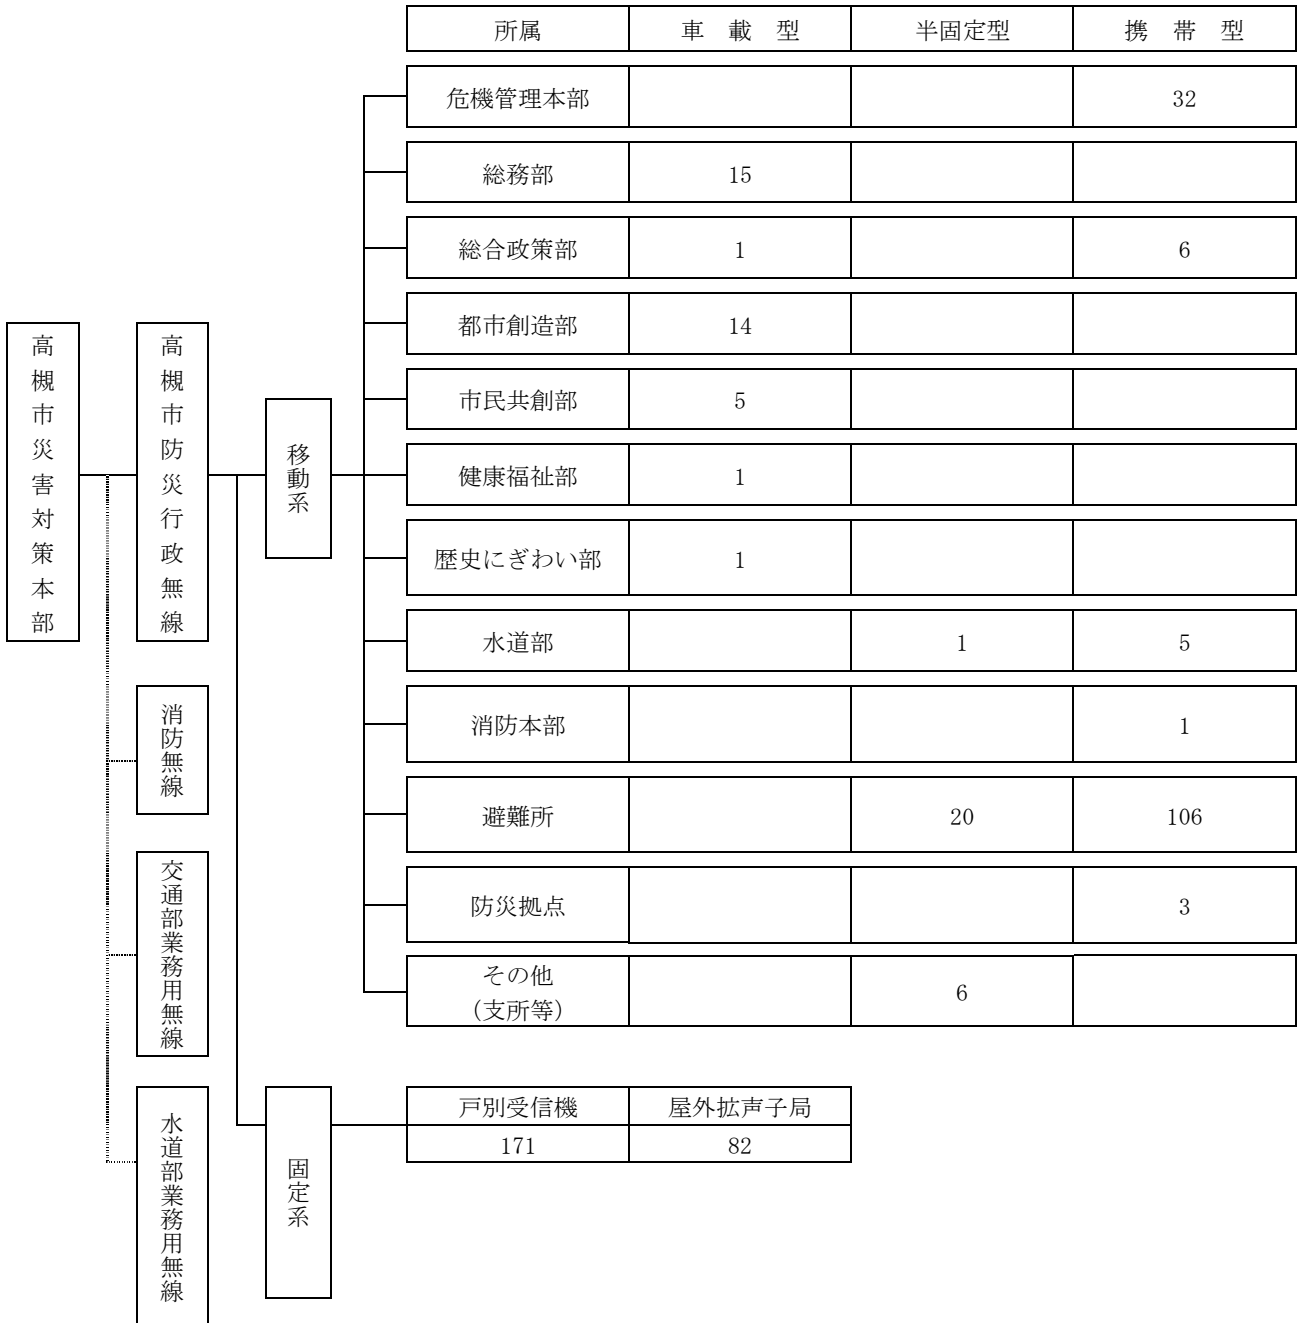 所属 車載型 半固定型 携帯型
危機管理本部 32
総務部 15
総合政策部 1 6
都市創造部 14
市民共創部 5
健康福祉部 1
歴史にぎわい部 1
水道部 1 5
消防本部 1
避難所 20 106
防災拠点 3
その他
（支所等） 6
高槻市災害対策本部
高槻市防災行政無線
移動系
消防無線
交通部業務用無線
水道部業務用無線
固定系
戸別受信機 屋外拡声子局
171 82